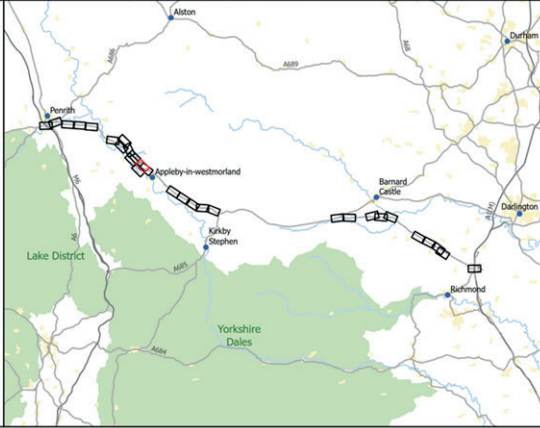 Alston
Durham
A686
A68
A689
Penrith
Appleby-in-westmorland
Barnard
Castle
Darlington
A1(M)
M6
A6
Kirkby
Stephen
Lake District
A685
Richmond
Yorkshire
Dales
A684